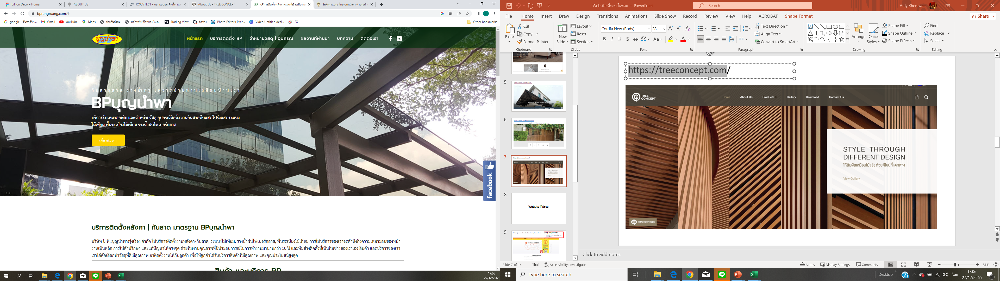 billion Deco – Figma
ABOUT US
ROOVTECT - ออกแบบและติดตั้งงาน
About Us - TREE CONCEPT
บริการติดตั้ง หลังคา ระแนงไม้ ระเบียง
รับจัดงานบุญ โดย บุญนำพา ทำบุญบ้าน
bprungruang.com/#
google - ค้นหาด้วย...
Gmail
YouTube
Maps
ประกันสังคม
หลักทรัพย์บัวหลวง โทร...
Trading View
ตัวอย่าง
Photo Editor : Pixlr...
Video Untitled desi...
FX
Other bookmarks
บุญนำพา
หน้าแรก
บริการติดตั้ง BP
จำหน่ายวัสดุ | อุปกรณ์
ผลงานที่ผ่านมา
บทความ
ติดต่อเรา
กันสาดสวย รางน้ำหรู เพราะบ้านท่านเสมือนบ้านเรา
BPบุญนำพา
บริการรับเหมาต่อเติม และจำหน่ายวัสดุ อุปกรณ์ติดตั้ง งานกันสาดทึบแสง โปร่งแสง ระแนง
ไม้เทียม พื้นระเบียงไม้เทียม รางน้ำฝนไฟเบอร์กลาส
เกี่ยวกับเรา
facebook
บริการติดตั้งหลังคา | กันสาด มาตรฐาน BPบุญนำพา
บริษัท บี.พี.(บุญนำพา)รุ่งเรือง จำกัด ให้บริการติดตั้งงานหลังคา/กันสาด, ระแนงไม้เทียม, รางน้ำฝนไฟเบอร์กลาส, พื้นระเบียงไม้เทียม การให้บริการของเราจะคำนึงถึงความเหมาะสมของหน้า
งานเป็นหลัก การให้คำปรึกษา และแก้ปัญหาให้ตรงจุด ด้วยทีมงานคุณภาพที่มีประสบการณ์ในการทำงานมานานกว่า 10 ปี และทีมช่างติดตั้งที่เป็นทีมช่างของเราเอง สินค้า และบริการของเรา
เราได้คัดเลือกนำวัสดุที่ดี มีคุณภาพ มาติดตั้งงานให้กับลูกค้า เพื่อให้ลูกค้าได้รับบริการสินค้าที่มีคุณภาพ และคุณประโยชน์สูงสุด
สินค้า และบริการ BP
17:06
27/12/2565
Website ที่ชอบ ไม่ชอบ - PowerPoint
Search
Airly Khemwan
File
Home
Insert
Draw
Design
Transitions
Animations
Slide Show
Record
Review
View
Help
ACROBAT
Shape Format
Share
Paste
Cut
Copy
Format Painter
Clipboard
New
Slide
Layout
Reset
Section
Slides
Cordia New (Body)
28
Font
Text Direction
Align Text
Convert to SmartArt
Paragraph
Arrange
Quick
Styles
Shape Fill
Shape Outline
Shape Effects
Drawing
Find
Replace
Select
Editing
5
6
7
8
Website ที่ไม่ชอบ
9
https://treeconcept.com/
TREE
CONCEPT
Home
About Us
Products +
Gallery
Download
Contact Us
STYLE THROUGH
DIFFERENT DESIGN
ให้สัมผัสเหมือนไม้จริง ด้วยดีไซน์ที่แตกต่าง
View Gallery
LINE @treeconcept
Click to add notes
Slide 7 of 14
Thai
Accessibility: Investigate
Notes
Display Settings
Comments
81%
Type here to search
Desktop
ไทย
17:06
27/12/2565
1